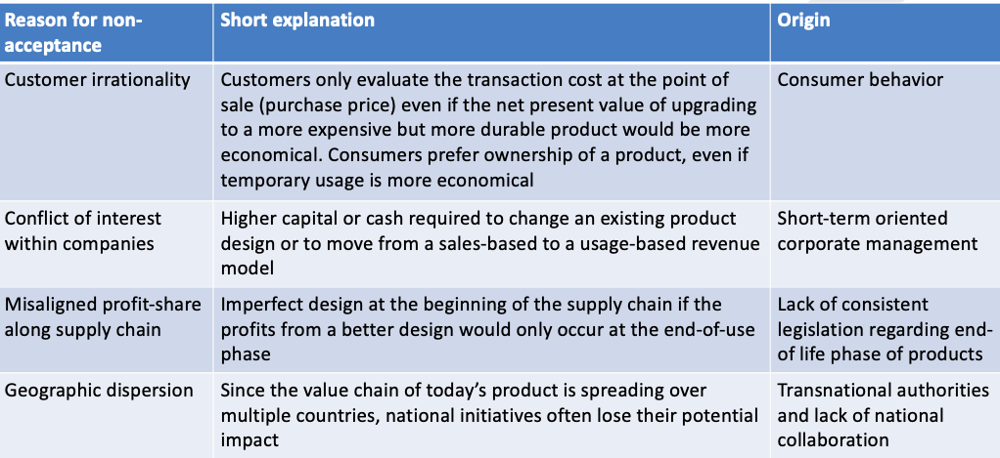 Reason for non-
acceptance
Short explanation
Origin
Customer irrationality
Customers only evaluate the transaction cost at the point of
sale (purchase price) even if the net present value of upgrading
to a more expensive but more durable product would be more
economical. Consumers prefer ownership of a product, even if
temporary usage is more economical
Consumer behavior
Conflict of interest
within companies
Higher capital or cash required to change an existing product
design or to move from a sales-based to a usage-based revenue
model
Short-term oriented
corporate management
Misaligned profit-share
along supply chain
Imperfect design at the beginning of the supply chain if the
profits from a better design would only occur at the end-of-use
phase
Lack of consistent
legislation regarding end-
of life phase of products
Geographic dispersion
Since the value chain of today’s product is spreading over
multiple countries, national initiatives often lose their potential
impact
Transnational authorities
and lack of national
collaboration